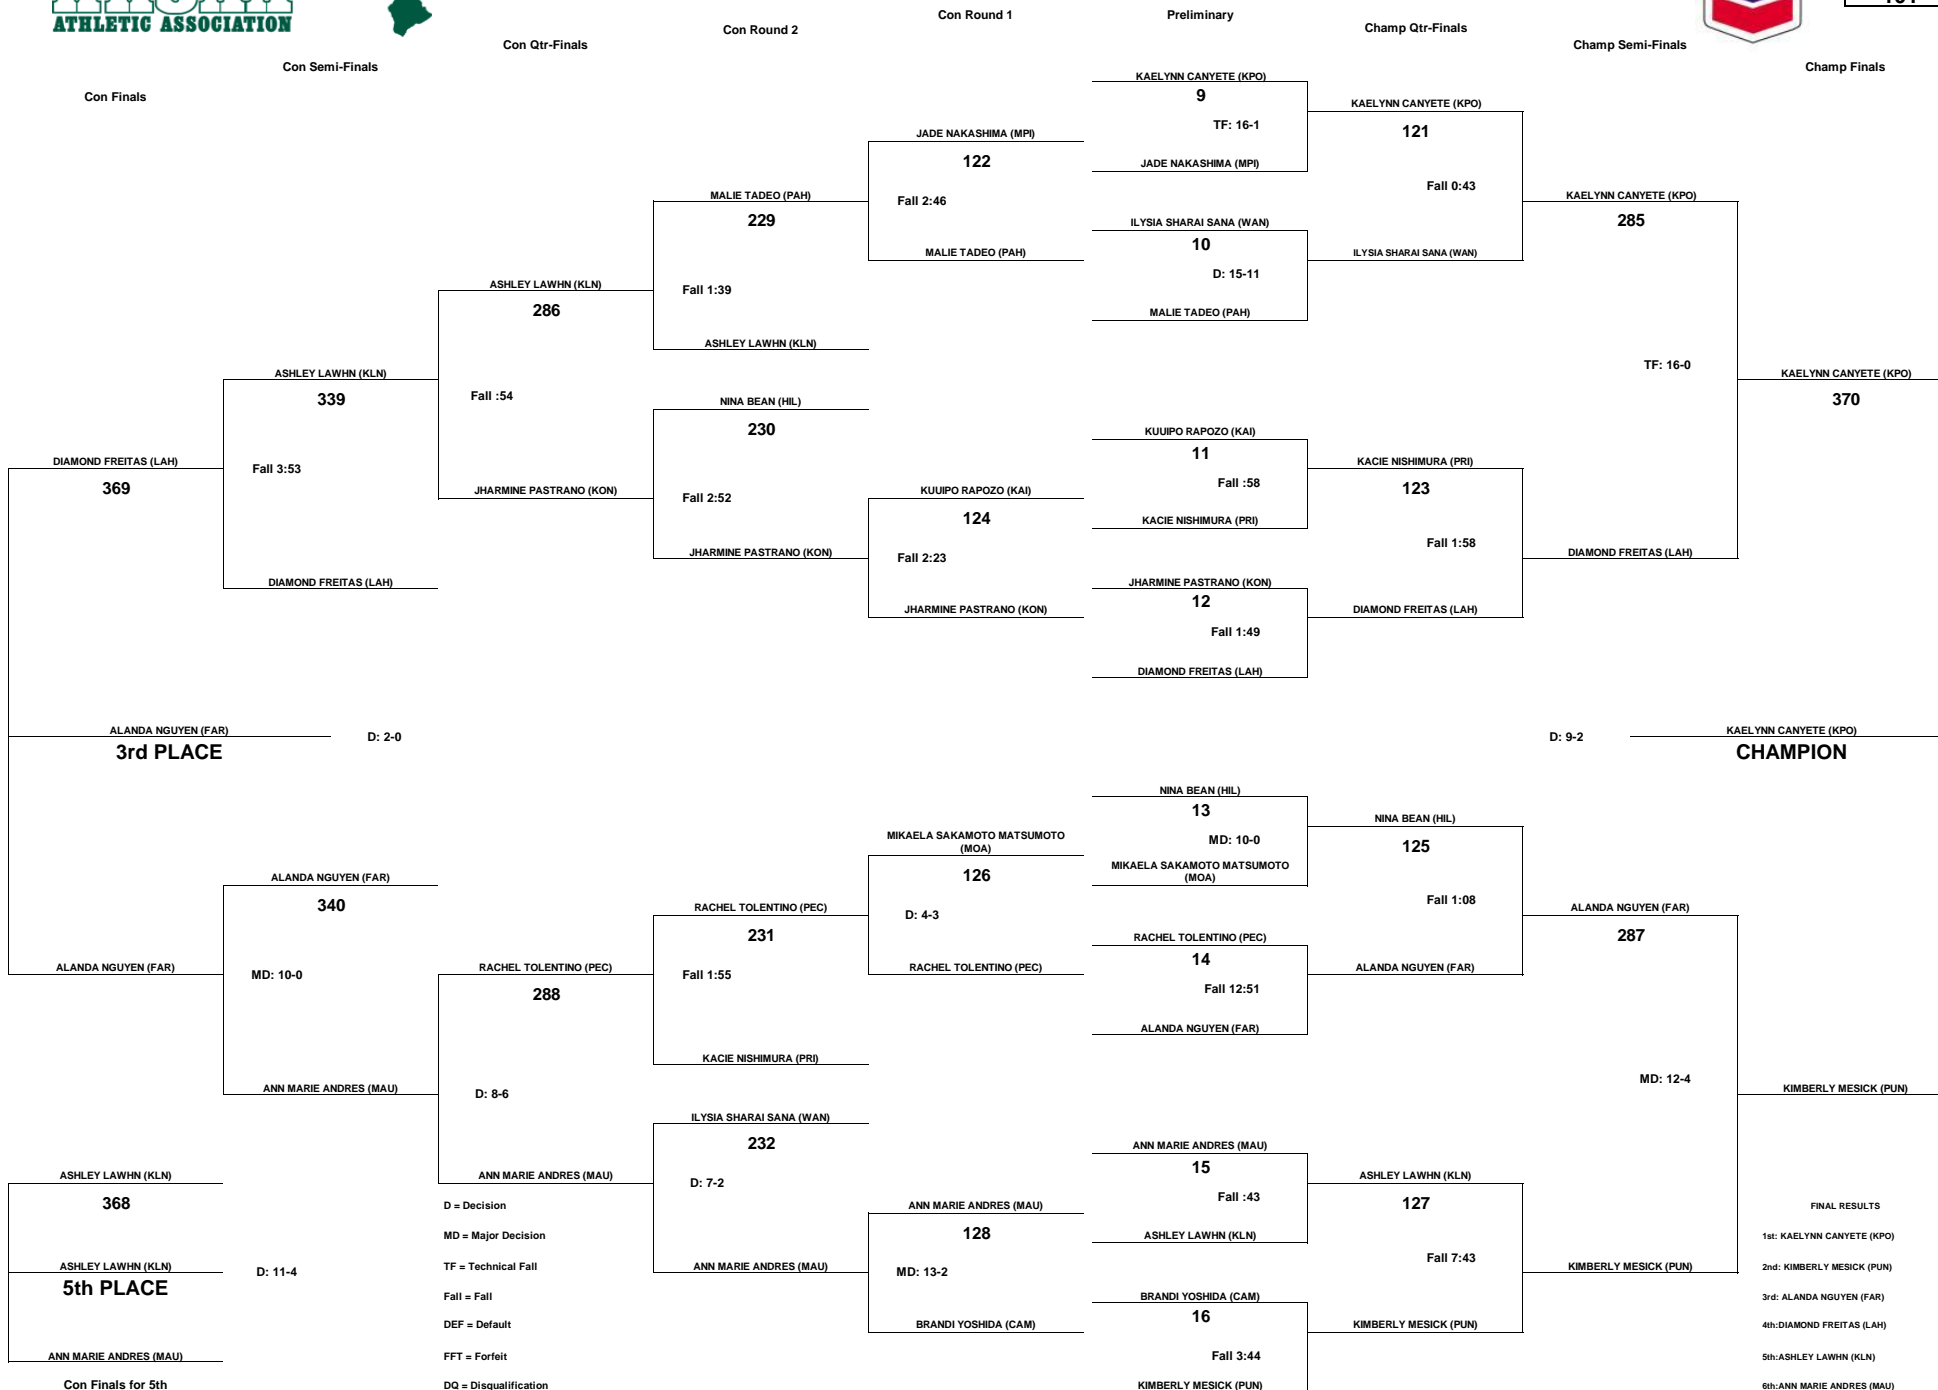 ATHLETIC ASSOCIATION
Con Finals
Con Semi-Finals
Con Qtr-Finals
Con Round 2
Con Round 1
Preliminary
Champ Qtr-Finals
Champ Semi-Finals
Champ Finals
KAELYNN CANYETE (KPO)
9
TF: 16-1
JADE NAKASHIMA (MPI)
ILYSIA SHARAI SANA (WAN)
10
D: 15-11
MALIE TADEO (PAH)
KUUIPO RAPOZO (KAI)
11
Fall :58
KACIE NISHIMURA (PRI)
JHARMINE PASTRANO (KON)
12
Fall 1:49
DIAMOND FREITAS (LAH)
KAELYNN CANYETE (KPO)
121
Fall 0:43
ILYSIA SHARAI SANA (WAN)
KACIE NISHIMURA (PRI)
123
Fall 1:58
DIAMOND FREITAS (LAH)
KAELYNN CANYETE (KPO)
285
TF: 16-0
DIAMOND FREITAS (LAH)
KAELYNN CANYETE (KPO)
370
JADE NAKASHIMA (MPI)
122
Fall 2:46
MALIE TADEO (PAH)
KUUIPO RAPOZO (KAI)
124
Fall 2:23
JHARMINE PASTRANO (KON)
MALIE TADEO (PAH)
229
Fall 1:39
ASHLEY LAWHN (KLN)
NINA BEAN (HIL)
230
Fall 2:52
JHARMINE PASTRANO (KON)
ASHLEY LAWHN (KLN)
286
Fall :54
JHARMINE PASTRANO (KON)
ASHLEY LAWHN (KLN)
339
Fall 3:53
DIAMOND FREITAS (LAH)
DIAMOND FREITAS (LAH)
369
ALANDA NGUYEN (FAR)
3rd PLACE
D: 2-0
D: 9-2
KAELYNN CANYETE (KPO)
CHAMPION
NINA BEAN (HIL)
13
MD: 10-0
MIKAELA SAKAMOTO MATSUMOTO
(MOA)
RACHEL TOLENTINO (PEC)
14
Fall 12:51
ALANDA NGUYEN (FAR)
ANN MARIE ANDRES (MAU)
15
Fall :43
ASHLEY LAWHN (KLN)
BRANDI YOSHIDA (CAM)
16
Fall 3:44
KIMBERLY MESICK (PUN)
NINA BEAN (HIL)
125
Fall 1:08
ALANDA NGUYEN (FAR)
ASHLEY LAWHN (KLN)
127
Fall 7:43
KIMBERLY MESICK (PUN)
ALANDA NGUYEN (FAR)
287
MD: 12-4
KIMBERLY MESICK (PUN)
KIMBERLY MESICK (PUN)
MIKAELA SAKAMOTO MATSUMOTO
(MOA)
126
D: 4-3
RACHEL TOLENTINO (PEC)
ANN MARIE ANDRES (MAU)
128
MD: 13-2
BRANDI YOSHIDA (CAM)
RACHEL TOLENTINO (PEC)
231
Fall 1:55
KACIE NISHIMURA (PRI)
ILYSIA SHARAI SANA (WAN)
232
D: 7-2
ANN MARIE ANDRES (MAU)
RACHEL TOLENTINO (PEC)
288
D: 8-6
ANN MARIE ANDRES (MAU)
ALANDA NGUYEN (FAR)
340
MD: 10-0
ANN MARIE ANDRES (MAU)
ALANDA NGUYEN (FAR)
ASHLEY LAWHN (KLN)
368
ASHLEY LAWHN (KLN)
5th PLACE
D: 11-4
ANN MARIE ANDRES (MAU)
Con Finals for 5th
D = Decision
MD = Major Decision
TF = Technical Fall
Fall = Fall
DEF = Default
FFT = Forfeit
DQ = Disqualification
FINAL RESULTS
1st: KAELYNN CANYETE (KPO)
2nd: KIMBERLY MESICK (PUN)
3rd: ALANDA NGUYEN (FAR)
4th:DIAMOND FREITAS (LAH)
5th:ASHLEY LAWHN (KLN)
6th:ANN MARIE ANDRES (MAU)